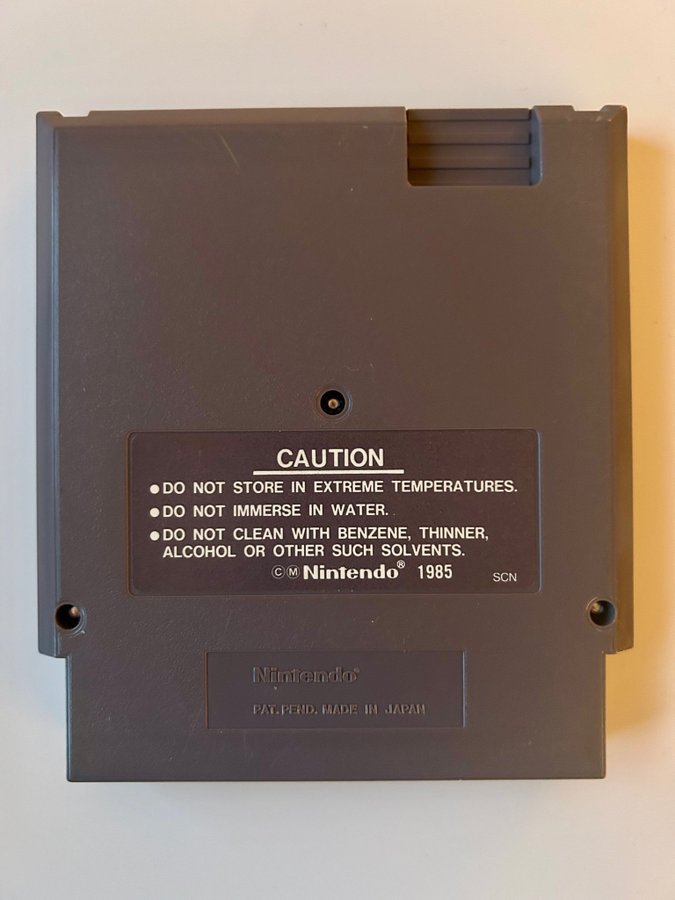 CAUTION
●DO NOT STORE IN EXTREME TEMPERATURES.
●DO NOT IMMERSE IN WATER.
●DO NOT CLEAN WITH BENZENE, THINNER,
ALCOHOL OR OTHER SUCH SOLVENTS.
ⒸⓂNintendo® 1985 SCN
Nintendo®
PAT. PEND. MADE IN JAPAN